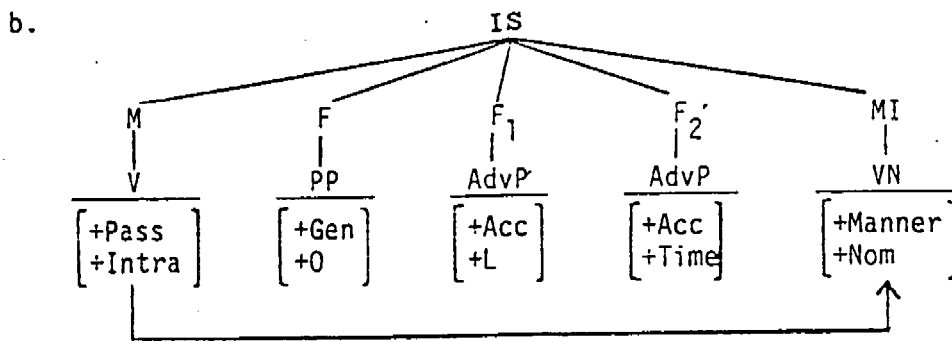 b. IS
M F F1 F2 MI
V PP AdvP AdvP VN
[+Pass [+Gen [+Acc [+Acc [+Manner
+Intra] +O] +L] +Time] +Nom]